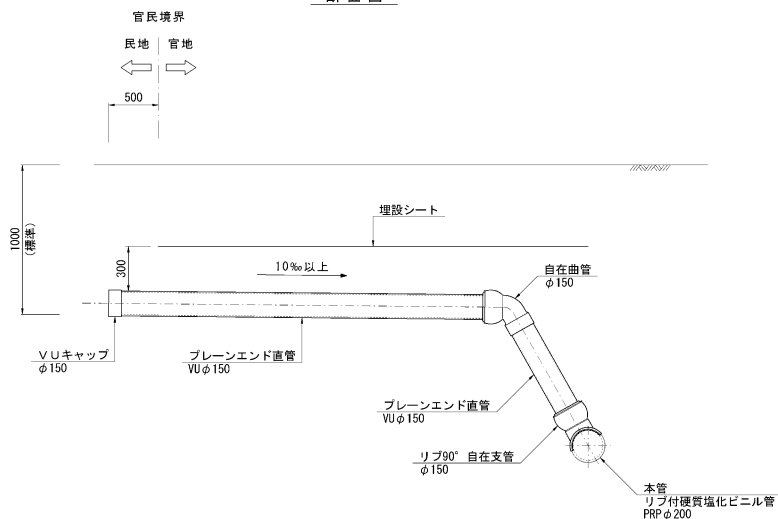 官民境界
民地
官地
500
1000
(標準)
埋設シート
300
10‰以上
自在曲管
φ150
VUキャップ
φ150
プレーンエンド直管
VUφ150
プレーンエンド直管
VUφ150
リブ90° 自在支管
φ150
本管
リブ付硬質塩化ビニル管
PRPφ200